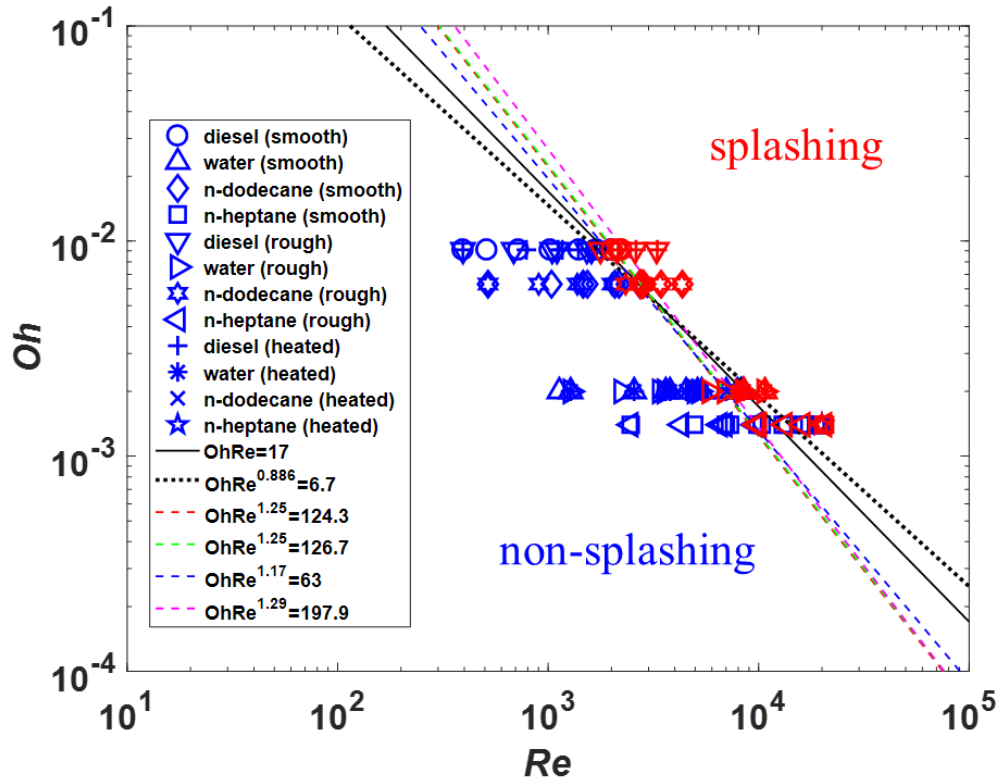 10^-1
10^-2
10^-3
10^-4
Oh
splashing
diesel (smooth)
water (smooth)
n-dodecane (smooth)
n-heptane (smooth)
diesel (rough)
water (rough)
n-dodecane (rough)
n-heptane (rough)
diesel (heated)
water (heated)
n-dodecane (heated)
n-heptane (heated)
OhRe=17
OhRe^0.886=6.7
OhRe^1.25=124.3
OhRe^1.25=126.7
OhRe^1.17=63
OhRe^1.29=197.9
non-splashing
10^1 10^2 10^3 10^4 10^5
Re